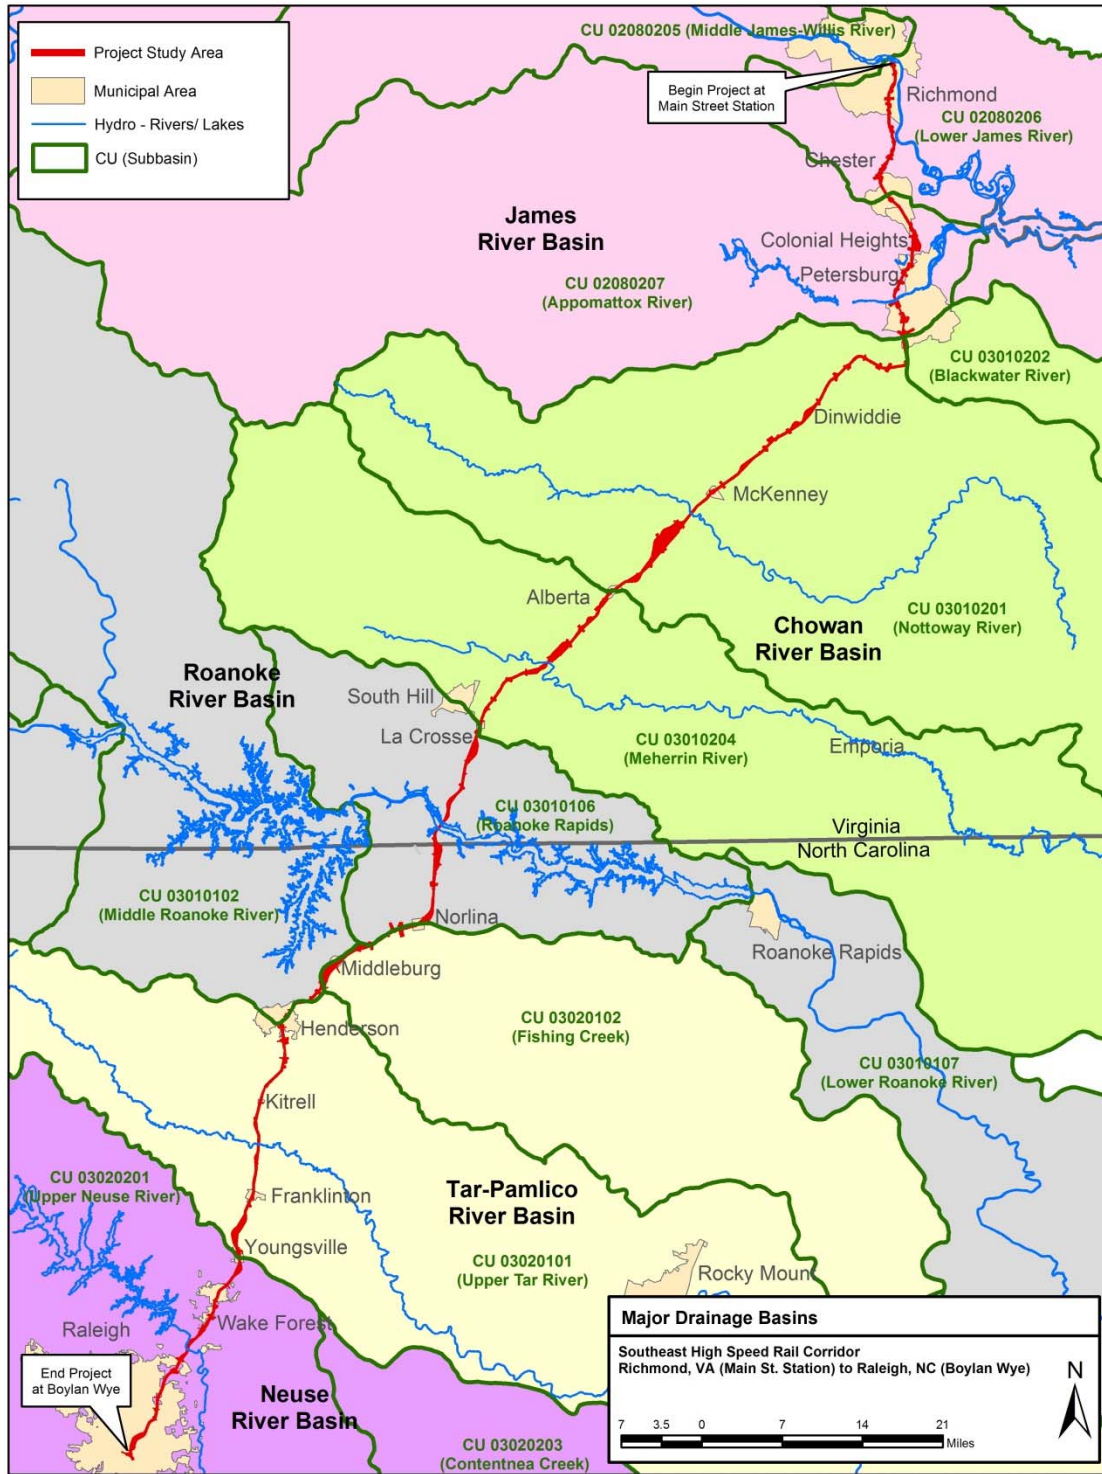 Project Study Area
Municipal Area
Hydro - Rivers/ Lakes
CU (Subbasin)
CU 02080205 (Middle James-Willis River)
Begin Project at
Main Street Station
Richmond
CU 02080206
(Lower James River)
Chester
James
River Basin
Colonial Heights
Petersburg
CU 02080207
(Appomattox River)
CU 03010202
(Blackwater River)
Dinwiddie
McKenney
Alberta
CU 03010201
(Nottoway River)
Chowan
River Basin
Roanoke
River Basin
South Hill
La Crosse
CU 03010204
(Meherrin River)
Emporia
CU 03010106
(Roanoke Rapids)
Virginia
North Carolina
CU 03010102
(Middle Roanoke River)
Norlina
Roanoke Rapids
Middleburg
Henderson
CU 03020102
(Fishing Creek)
CU 03010107
(Lower Roanoke River)
Kitrell
CU 03020201
(Upper Neuse River)
Franklinton
Tar-Pamlico
River Basin
Youngsville
CU 03020101
(Upper Tar River)
Rocky Mount
Wake Forest
Raleigh
End Project
at Boylan Wye
Neuse
River Basin
CU 03020203
(Contentnea Creek)
Major Drainage Basins
Southeast High Speed Rail Corridor
Richmond, VA (Main St. Station) to Raleigh, NC (Boylan Wye)
N
7 3.5 0 7 14 21
Miles